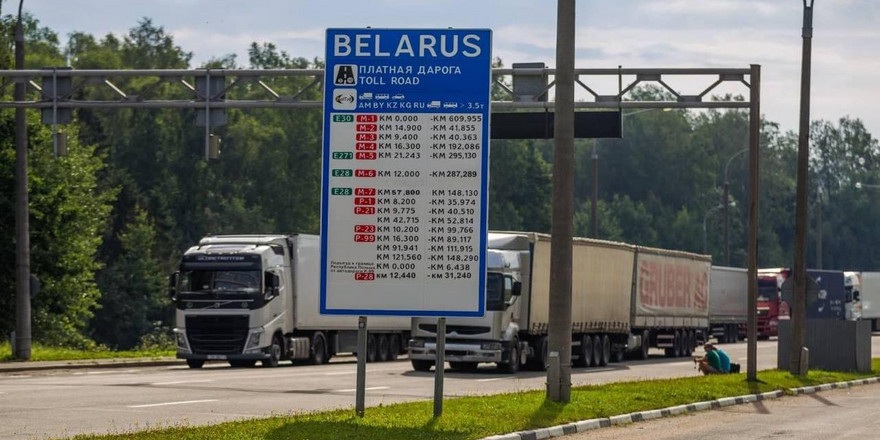 BELARUS
ПЛАТНАЯ ДАРОГА
TOLL ROAD
AM BY KZ KG RU > 3.5т
E30 M-1 KM 0,000 -KM 609.955
M-2 KM 14,900 -KM 41,855
M-3 KM 9,400 -KM 40,363
M-4 KM 16,300 -KM 192,086
E271 M-5 KM 21,243 -KM 295,130
E28 M-6 KM 12,000 -KM 287,289
E28 M-7 KM 57.800 -KM 148,130
P-1 KM 8,200 -KM 35,974
P-21 KM 9,775 -KM 40,510
KM 42,715 -KM 52,814
P-23 KM 10,200 -KM 99,766
P-99 KM 16,300 -KM 89,117
KM 91,941 -KM 111,915
KM 121,560 -KM 148,290
KM 0,000 -KM 6.438
P-28 KM 12,440 -KM 31,240
GRUBER